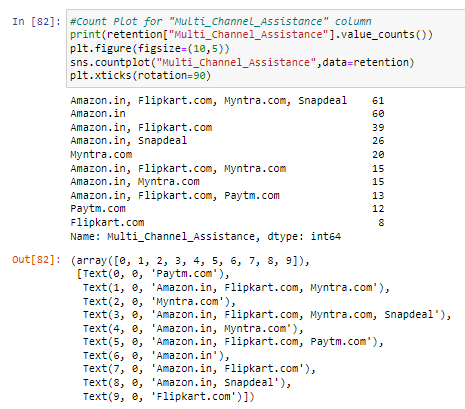 In [82]: #Count Plot for "Multi_Channel_Assistance" column
print(retention["Multi_Channel_Assistance"].value_counts())
plt.figure(figsize=(10,5))
sns.countplot("Multi_Channel_Assistance",data=retention)
plt.xticks(rotation=90)
Amazon.in, Flipkart.com, Myntra.com, Snapdeal    61
Amazon.in                                        60
Amazon.in, Flipkart.com                          39
Amazon.in, Snapdeal                              26
Myntra.com                                       20
Amazon.in, Flipkart.com, Myntra.com              15
Amazon.in, Myntra.com                            15
Amazon.in, Flipkart.com, Paytm.com               13
Paytm.com                                        12
Flipkart.com                                      8
Name: Multi_Channel_Assistance, dtype: int64
Out[82]: (array([0, 1, 2, 3, 4, 5, 6, 7, 8, 9]),
[Text(0, 0, 'Paytm.com'),
Text(1, 0, 'Amazon.in, Flipkart.com, Myntra.com'),
Text(2, 0, 'Myntra.com'),
Text(3, 0, 'Amazon.in, Flipkart.com, Myntra.com, Snapdeal'),
Text(4, 0, 'Amazon.in, Myntra.com'),
Text(5, 0, 'Amazon.in, Flipkart.com, Paytm.com'),
Text(6, 0, 'Amazon.in'),
Text(7, 0, 'Amazon.in, Flipkart.com'),
Text(8, 0, 'Amazon.in, Snapdeal'),
Text(9, 0, 'Flipkart.com')])